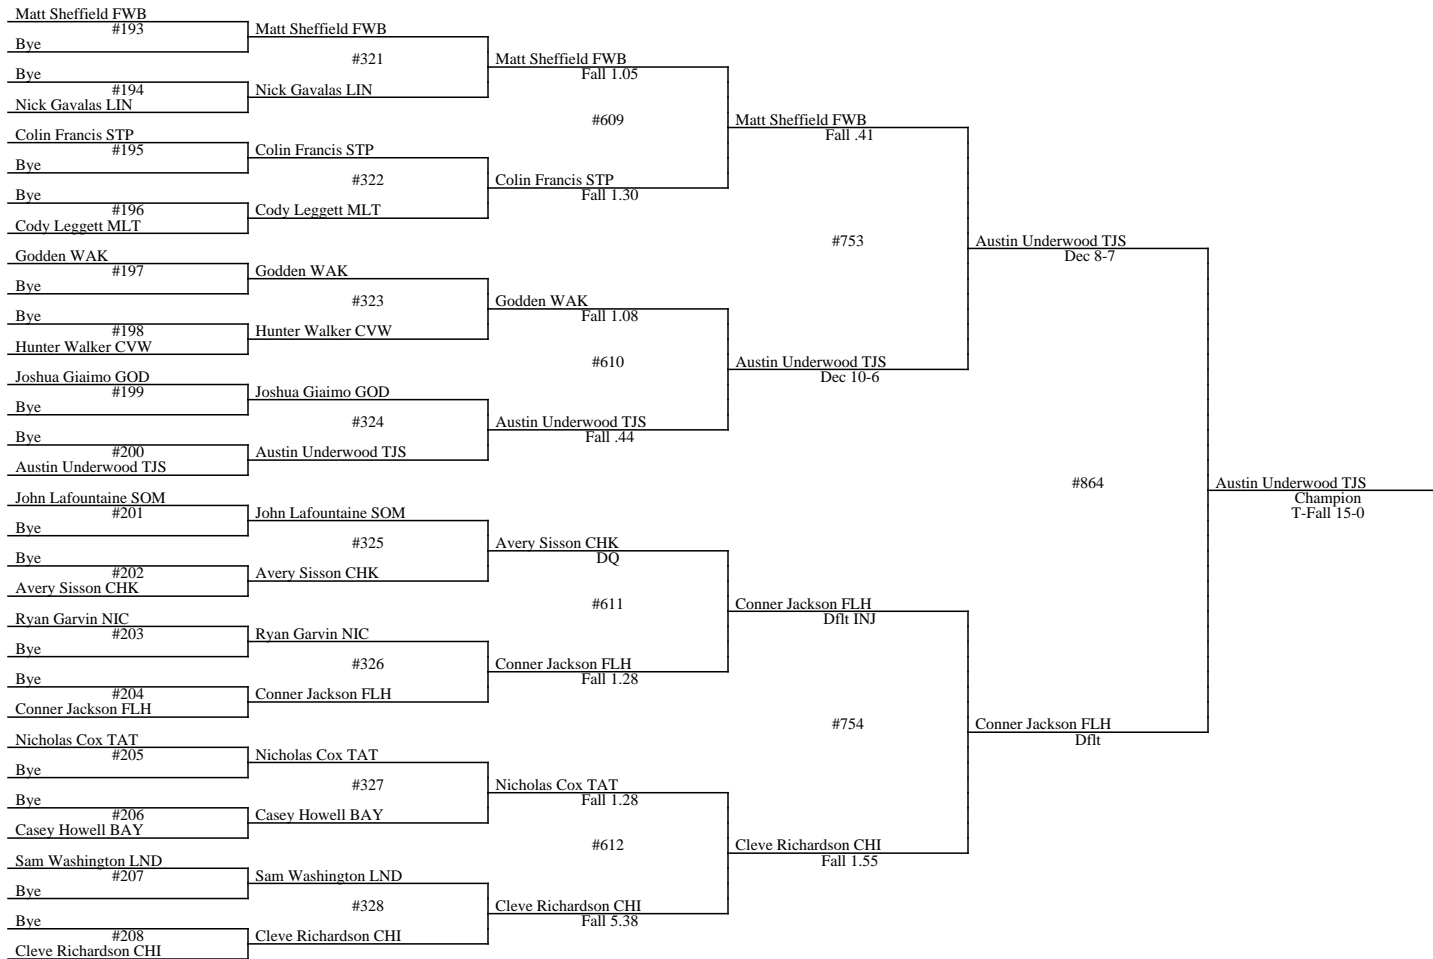 Matt Sheffield FWB
#193
Bye
Bye
#194
Nick Gavalas LIN
Colin Francis STP
#195
Bye
Bye
#196
Cody Leggett MLT
Godden WAK
#197
Bye
Bye
#198
Hunter Walker CVW
Joshua Giaimo GOD
#199
Bye
Bye
#200
Austin Underwood TJS
John Lafountaine SOM
#201
Bye
Bye
#202
Avery Sisson CHK
Ryan Garvin NIC
#203
Bye
Bye
#204
Conner Jackson FLH
Nicholas Cox TAT
#205
Bye
Bye
#206
Casey Howell BAY
Sam Washington LND
#207
Bye
Bye
#208
Cleve Richardson CHI
Matt Sheffield FWB
#321
Nick Gavalas LIN
Colin Francis STP
#322
Cody Leggett MLT
Godden WAK
#323
Hunter Walker CVW
Joshua Giaimo GOD
#324
Austin Underwood TJS
John Lafountaine SOM
#325
Avery Sisson CHK
Ryan Garvin NIC
#326
Conner Jackson FLH
Nicholas Cox TAT
#327
Casey Howell BAY
Sam Washington LND
#328
Cleve Richardson CHI
Matt Sheffield FWB
Fall 1.05
#609
Colin Francis STP
Fall 1.30
Godden WAK
Fall 1.08
#610
Austin Underwood TJS
Fall .44
Avery Sisson CHK
DQ
#611
Conner Jackson FLH
Fall 1.28
Nicholas Cox TAT
Fall 1.28
#612
Cleve Richardson CHI
Fall 5.38
Matt Sheffield FWB
Fall .41
#753
Austin Underwood TJS
Dec 10-6
Conner Jackson FLH
Dflt INJ
#754
Cleve Richardson CHI
Fall 1.55
Austin Underwood TJS
Dec 8-7
#864
Conner Jackson FLH
Dflt
Austin Underwood TJS
Champion
T-Fall 15-0